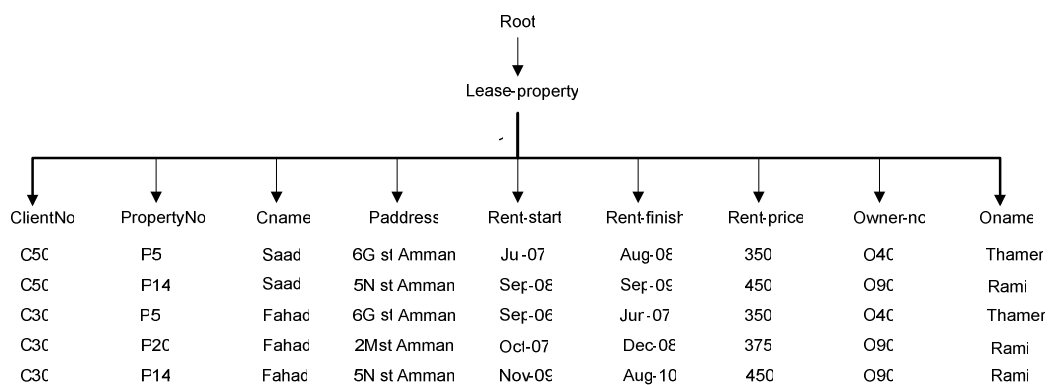 Root
Lease-property
ClientNo PropertyNo Cname Paddress Rent-start Rent-finish Rent-price Owner-no Oname
C50 P5 Saad 6G st Amman Jul-07 Aug-08 350 O40 Thamer
C50 P14 Saad 5N st Amman Sep-08 Sep-09 450 O90 Rami
C30 P5 Fahad 6G st Amman Sep-06 Jun-07 350 O40 Thamer
C30 P20 Fahad 2Mst Amman Oct-07 Dec-08 375 O90 Rami
C30 P14 Fahad 5N st Amman Nov-09 Aug-10 450 O90 Rami